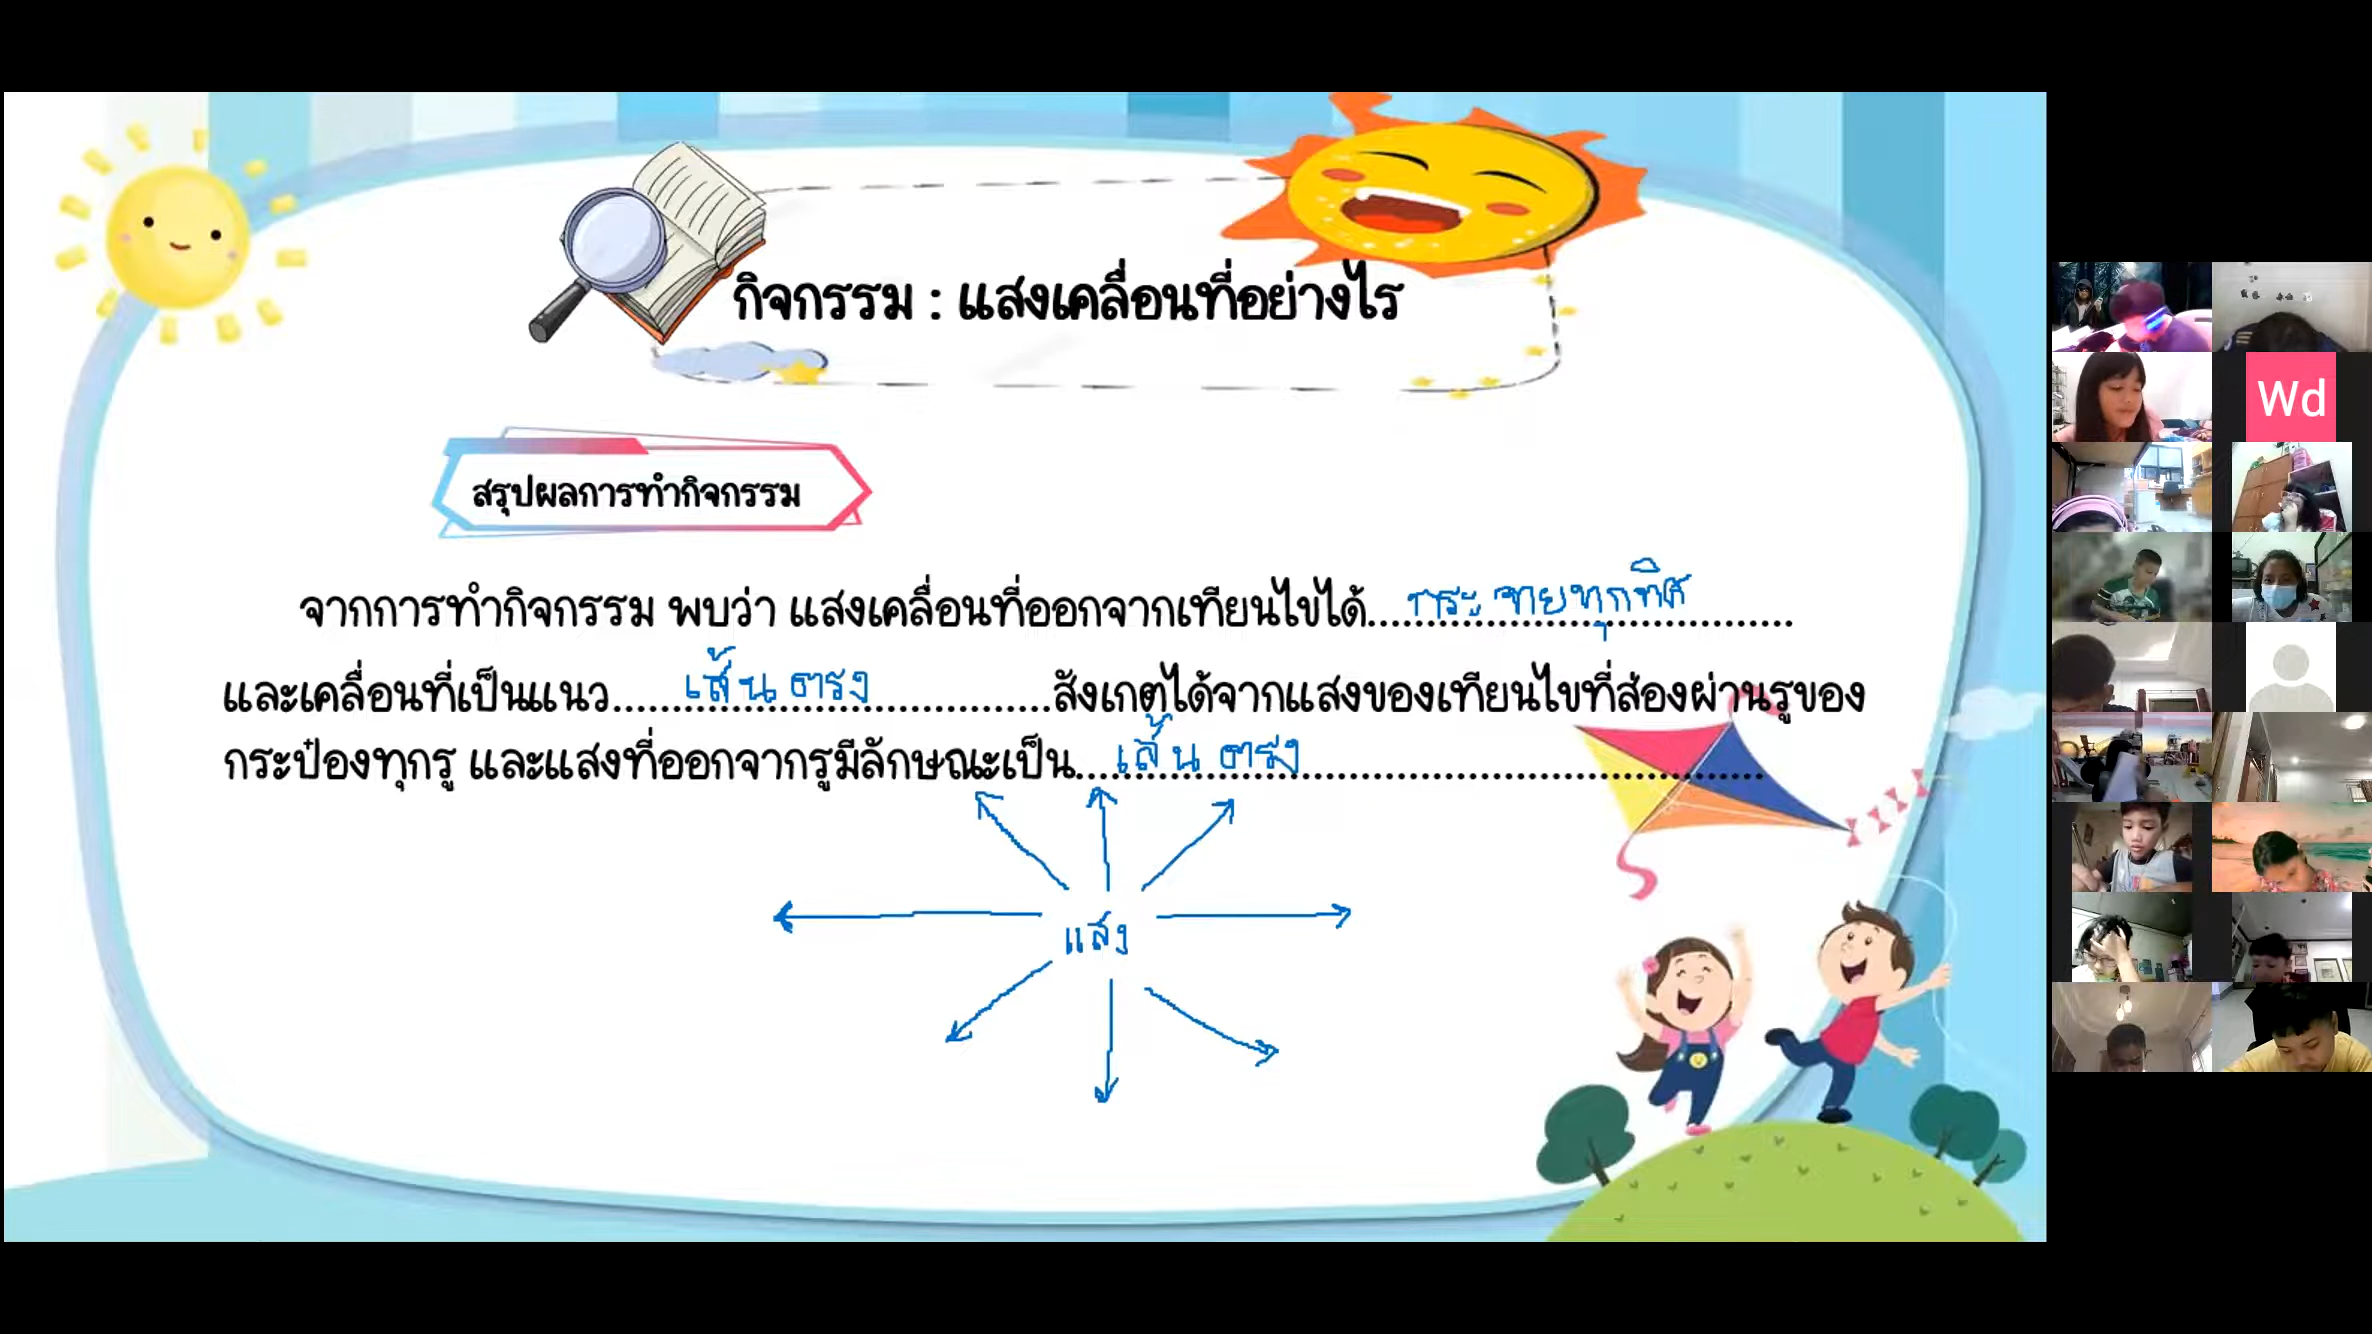 กิจกรรม : แสงเคลื่อนที่อย่างไร
สรุปผลการทำกิจกรรม
จากการทำกิจกรรม พบว่า แสงเคลื่อนที่ออกจากเทียนไขได้....กระจายทุกทิศ....
และเคลื่อนที่เป็นแนว....เส้นตรง....สังเกตได้จากแสงของเทียนไขที่ส่องผ่านรูของ
กระป๋องทุกรู และแสงที่ออกจากรูมีลักษณะเป็น....เส้นตรง....
แสง
Wd